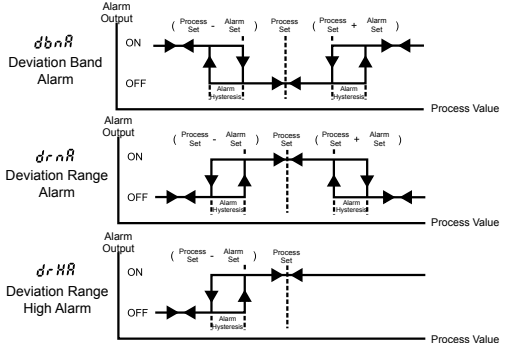 Alarm
Output
( Process Set - Alarm Set )
Process Set
( Process Set + Alarm Set )
dbnA
Deviation Band
Alarm
ON
OFF
Alarm Hysteresis
Alarm Hysteresis
Process Value
Alarm
Output
( Process Set - Alarm Set )
Process Set
( Process Set + Alarm Set )
drnA
Deviation Range
Alarm
ON
OFF
Alarm Hysteresis
Alarm Hysteresis
Process Value
Alarm
Output
( Process Set - Alarm Set )
Process Set
drHA
Deviation Range
High Alarm
ON
OFF
Alarm Hysteresis
Process Value